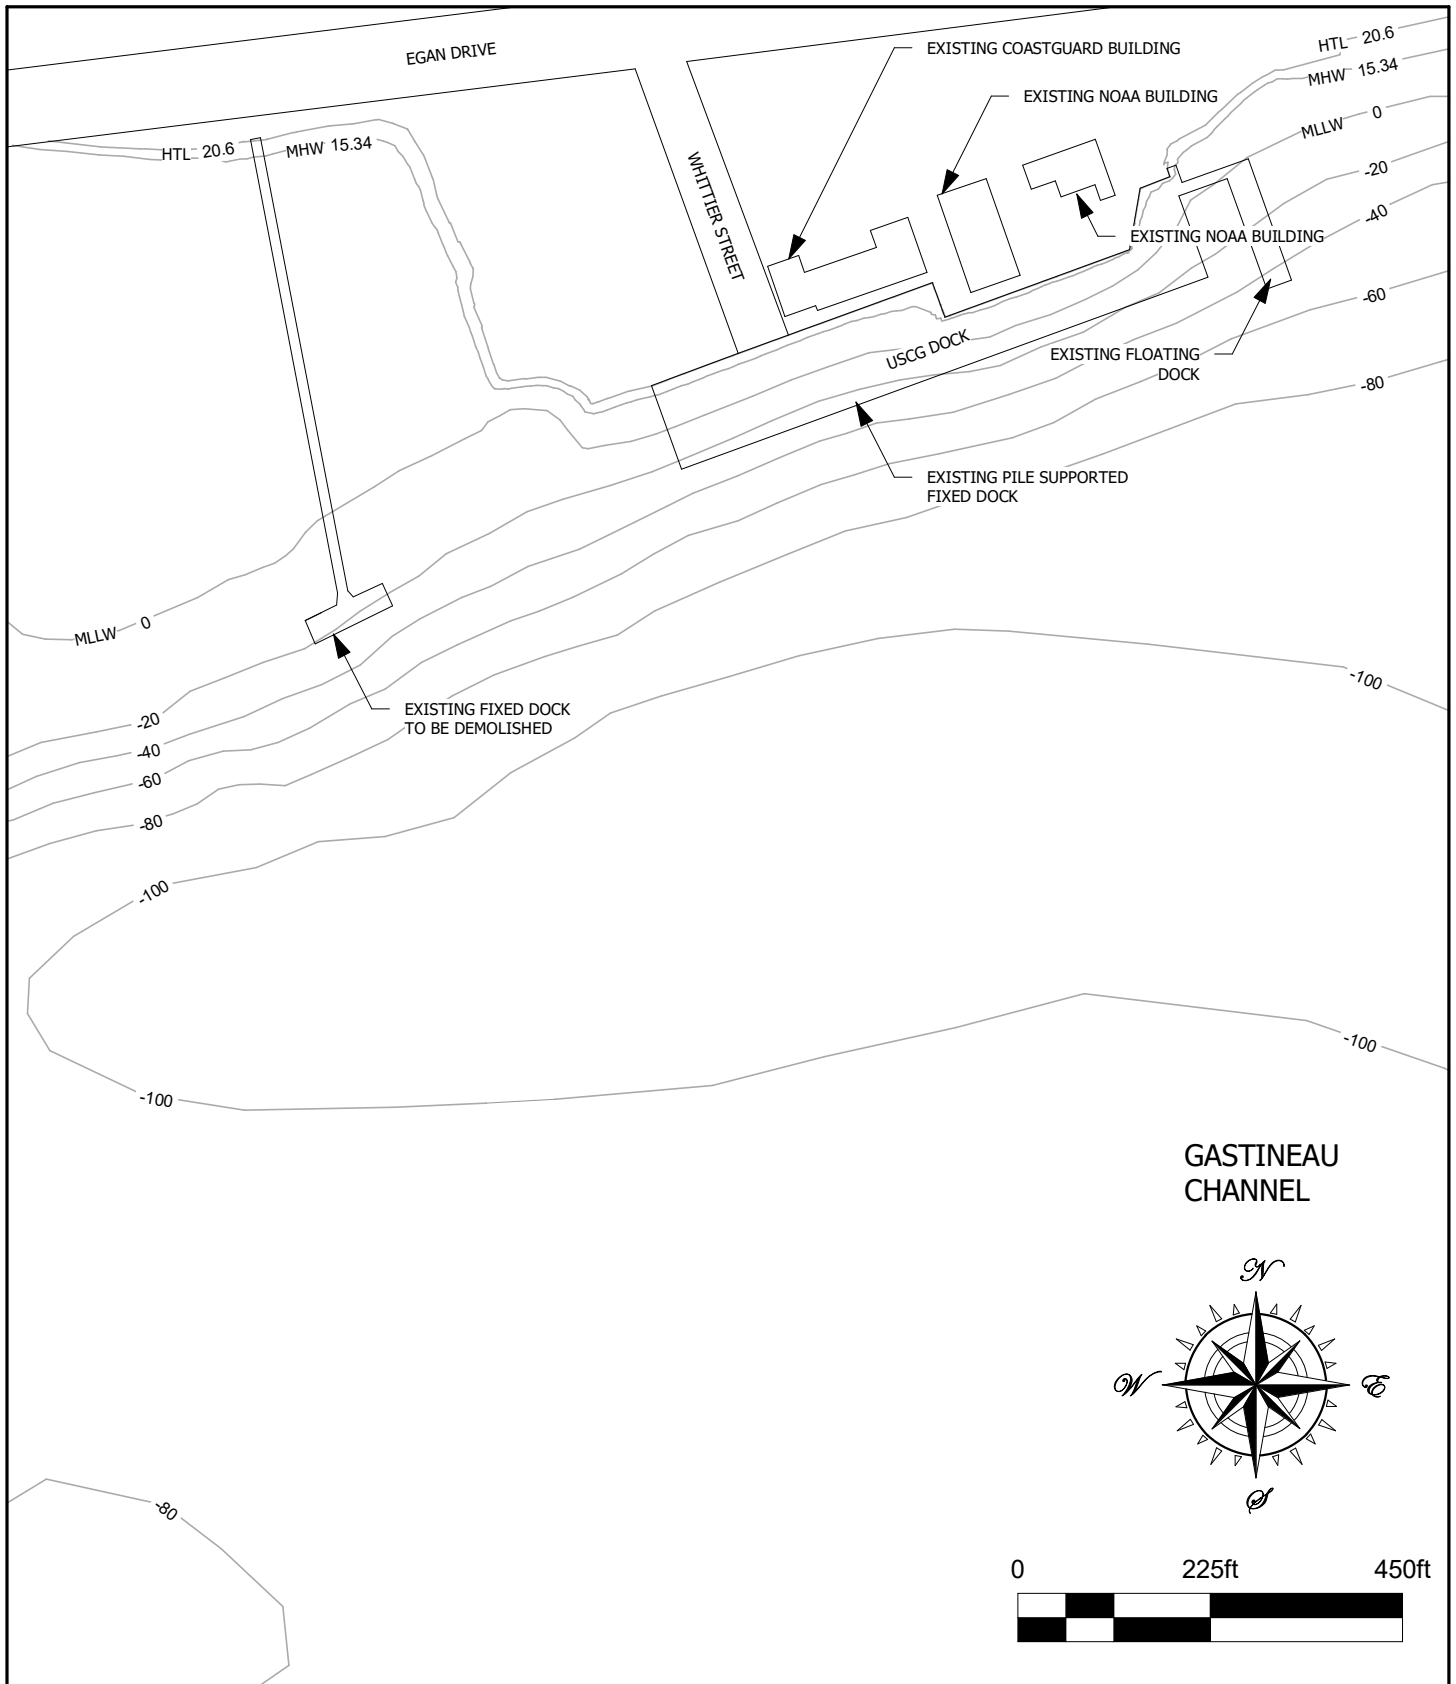 EGAN DRIVE
EXISTING COASTGUARD BUILDING
HTL 20.6
MHW 15.34
EXISTING NOAA BUILDING
MLLW 0
HTL 20.6
MHW 15.34
-20
WHITTIER STREET
-40
EXISTING NOAA BUILDING
-60
USCG DOCK
EXISTING FLOATING
DOCK
-80
EXISTING PILE SUPPORTED
FIXED DOCK
MLLW 0
-100
EXISTING FIXED DOCK
TO BE DEMOLISHED
-20
-40
-60
-80
-100
-100
-100
GASTINEAU
CHANNEL
N
W
E
S
-80
0 225ft 450ft